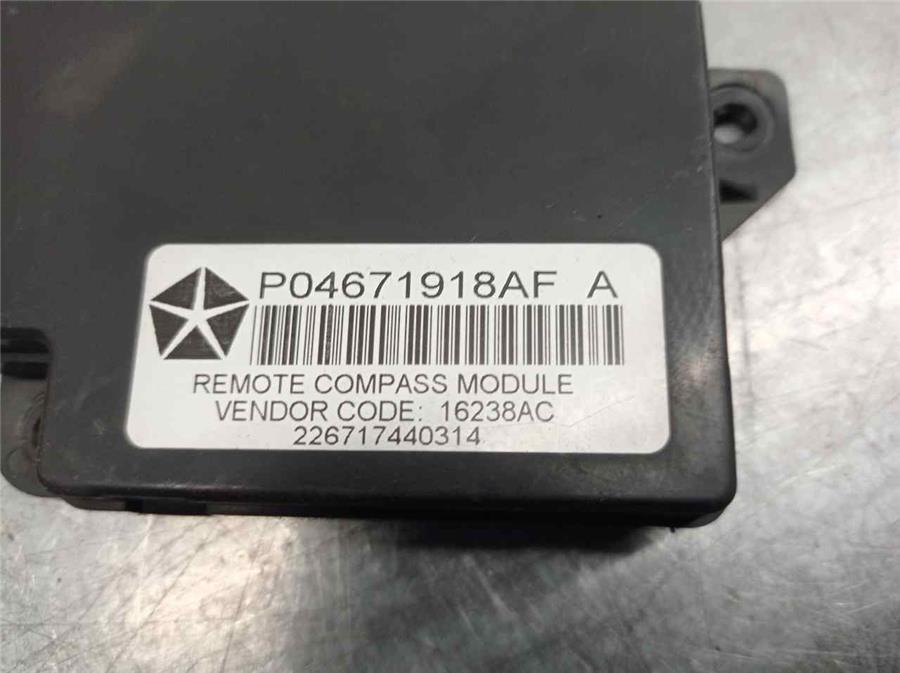 P04671918AF A
REMOTE COMPASS MODULE
VENDOR CODE: 16238AC
226717440314